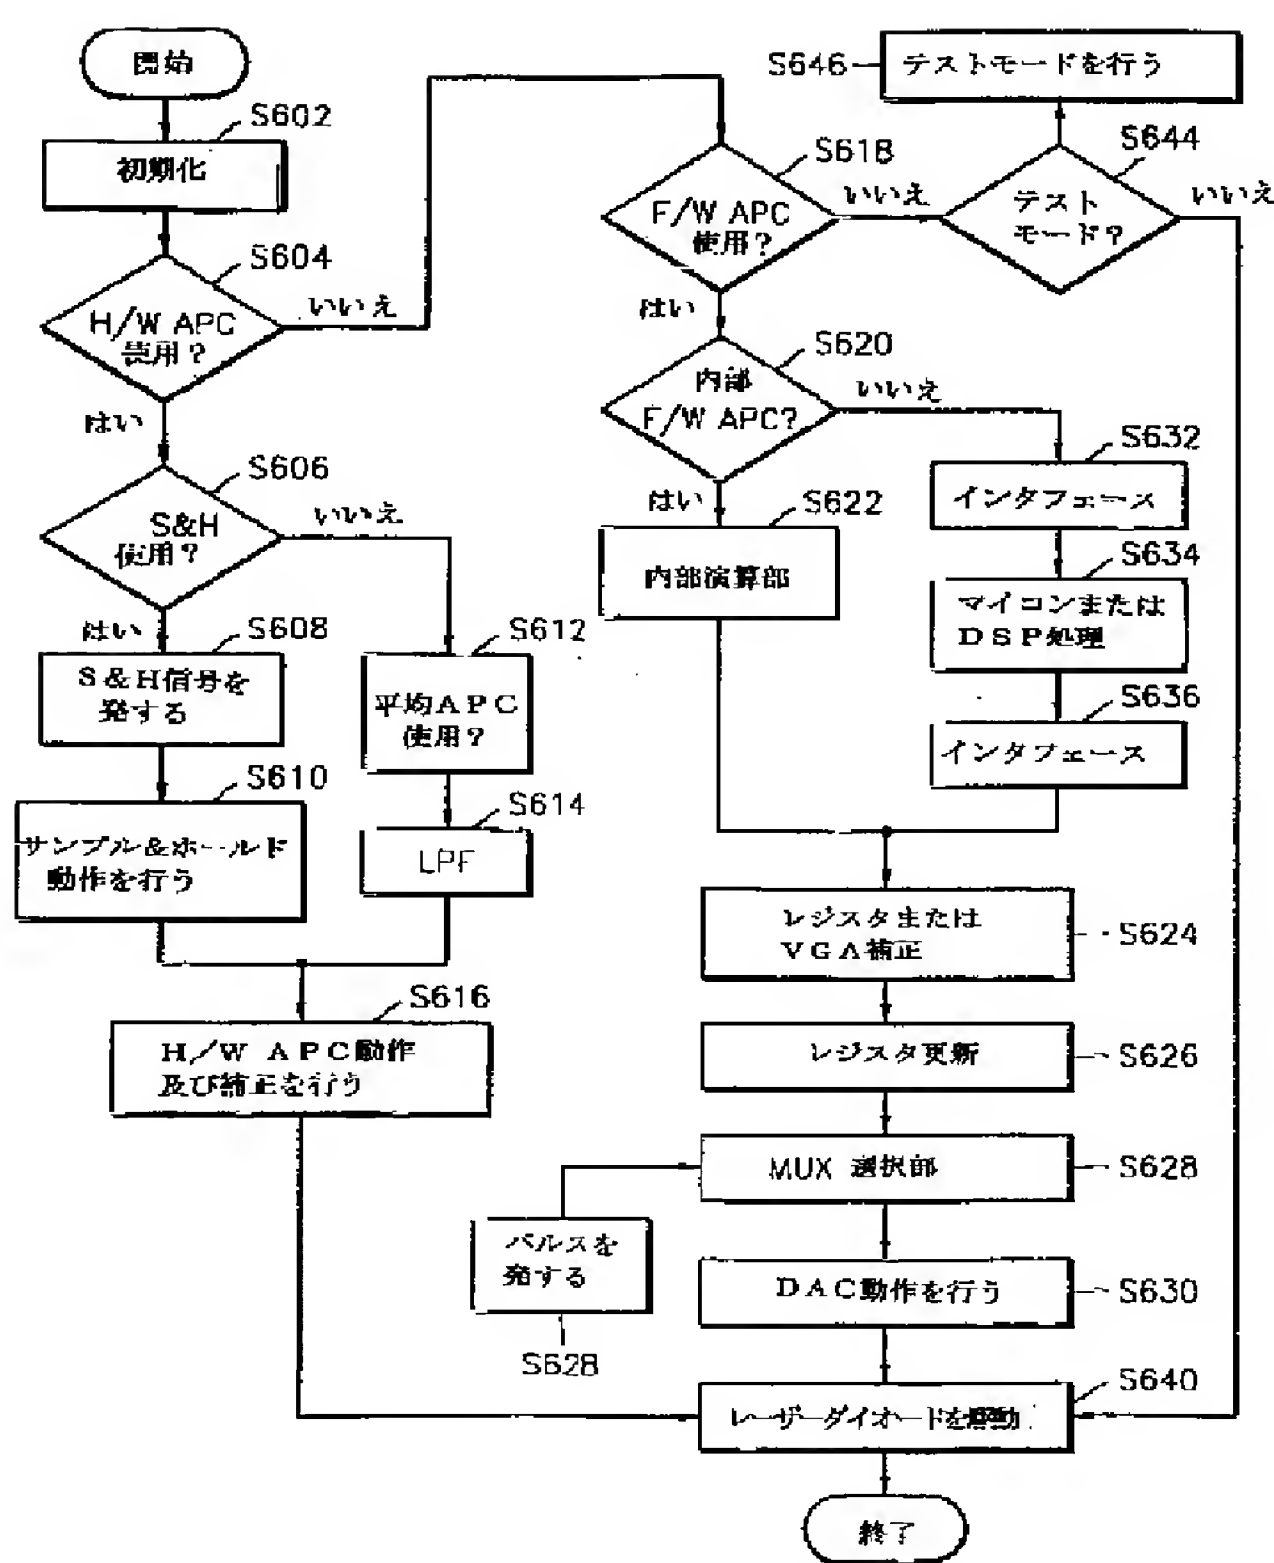 開始
S602
初期化
S604
H/W APC
使用?
いいえ
はい
S606
S&H
使用?
いいえ
はい
S608
S&H信号を
発する
S610
サンプル&ホールド
動作を行う
S612
平均APC
使用?
S614
LPF
S616
H/W APC動作
及び補正を行う
S618
F/W APC
使用?
いいえ
はい
S644
テスト
モード?
いいえ
S646
テストモードを行う
S620
内部
F/W APC?
いいえ
はい
S622
内部演算部
S632
インタフェース
S634
マイコンまたは
DSP処理
S636
インタフェース
レジスタまたは
VGA補正
S624
レジスタ更新
S626
MUX 選択部
S628
パルスを
発する
S628
DAC動作を行う
S630
S640
レーザーダイオードを駆動
終了